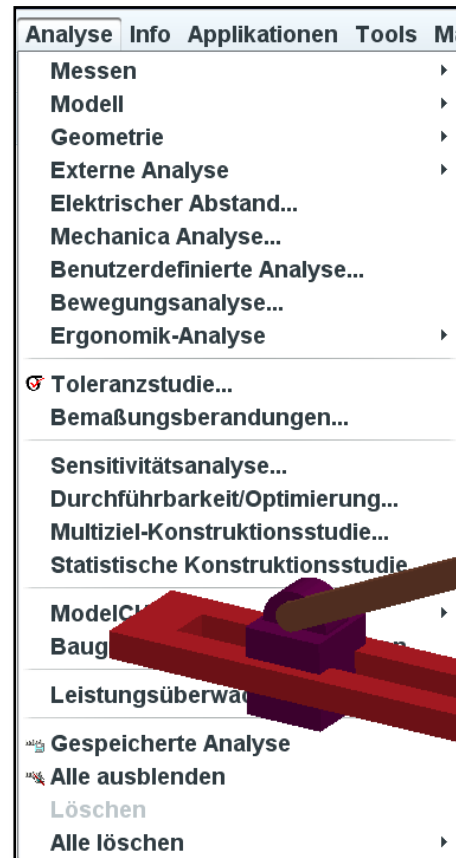 Analyse Info Applikationen Tools
Messen
Modell
Geometrie
Externe Analyse
Elektrischer Abstand...
Mechanica Analyse...
Benutzerdefinierte Analyse...
Bewegungsanalyse...
Ergonomik-Analyse
Toleranzstudie...
Bemaßungsberandungen...
Sensitivitätsanalyse...
Durchführbarkeit/Optimierung...
Multiziel-Konstruktionsstudie...
Statistische Konstruktionsstudie
Gespeicherte Analyse
Alle ausblenden
Löschen
Alle löschen